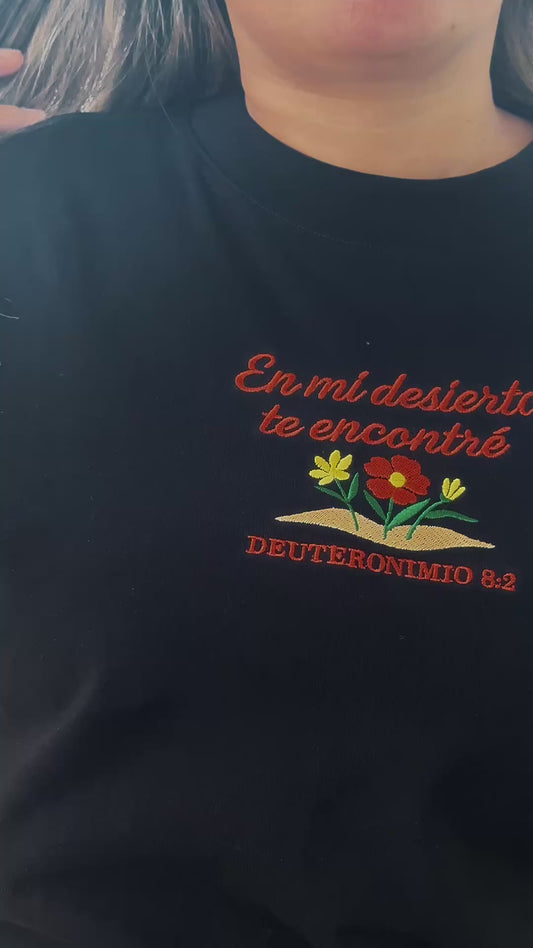 En mi desierto
te encontré
DEUTERONIMIO 8:2